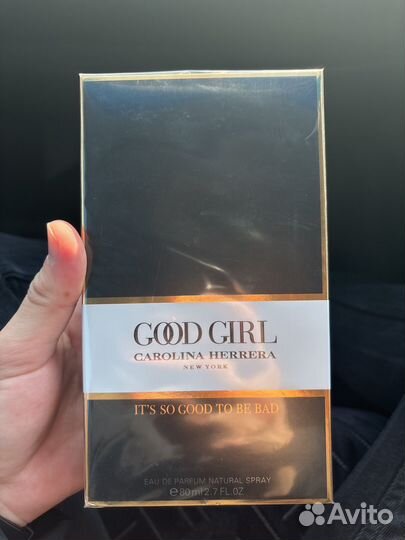 GOOD GIRL
CAROLINA HERRERA
NEW YORK
IT'S SO GOOD TO BE BAD
EAU DE PARFUM NATURAL SPRAY
℮ 80 ml 2.7 FL.OZ
Avito